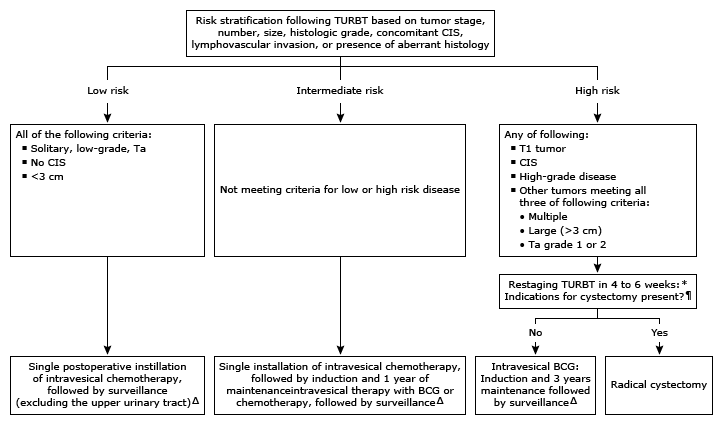 Risk stratification following TURBT based on tumor stage,
number, size, histologic grade, concomitant CIS,
lymphovascular invasion, or presence of aberrant histology
Low risk
Intermediate risk
High risk
All of the following criteria:
▪ Solitary, low-grade, Ta
▪ No CIS
▪ <3 cm
Not meeting criteria for low or high risk disease
Any of following:
▪ T1 tumor
▪ CIS
▪ High-grade disease
▪ Other tumors meeting all
three of following criteria:
• Multiple
• Large (>3 cm)
• Ta grade 1 or 2
Restaging TURBT in 4 to 6 weeks:*
Indications for cystectomy present?¶
No
Yes
Single postoperative instillation
of intravesical chemotherapy,
followed by surveillance
(excluding the upper urinary tract)Δ
Single installation of intravesical chemotherapy,
followed by induction and 1 year of
maintenanceintravesical therapy with BCG or
chemotherapy, followed by surveillanceΔ
Intravesical BCG:
Induction and 3 years
maintenance followed
by surveillanceΔ
Radical cystectomy